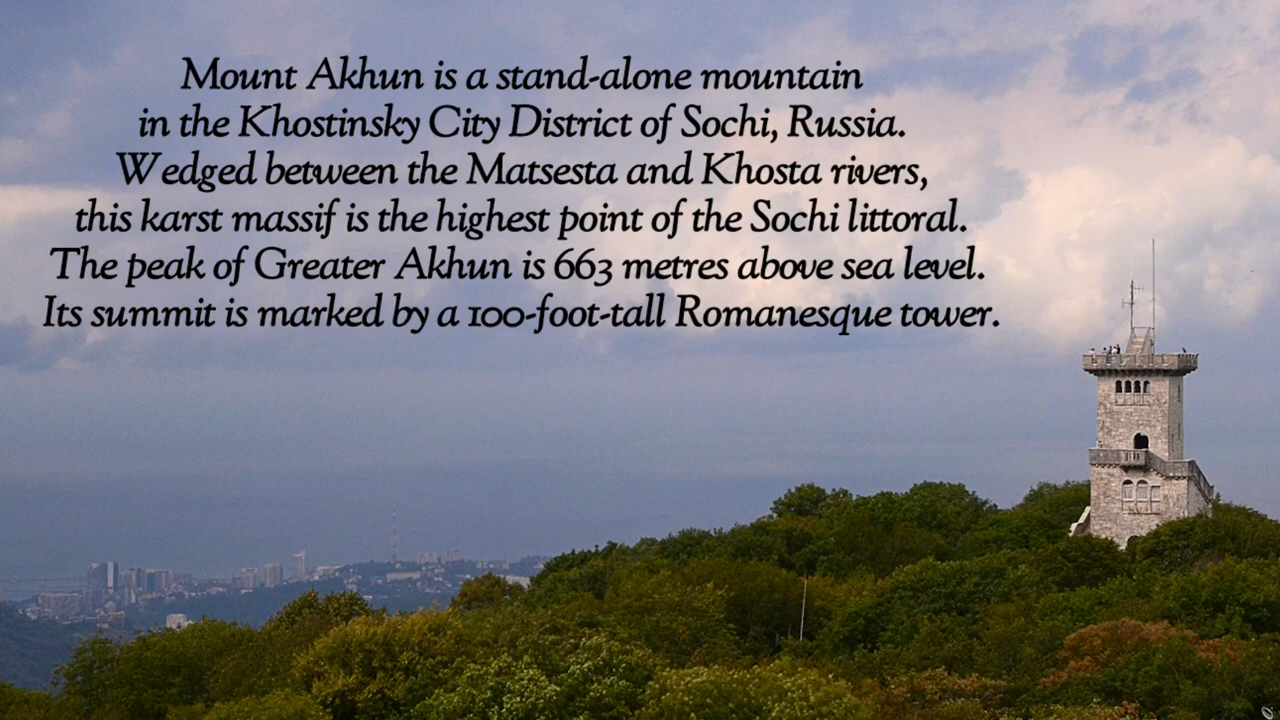 Mount Akhun is a stand-alone mountain
in the Khostinsky City District of Sochi, Russia.
Wedged between the Matsesta and Khosta rivers,
this karst massif is the highest point of the Sochi littoral.
The peak of Greater Akhun is 663 metres above sea level.
Its summit is marked by a 100-foot-tall Romanesque tower.